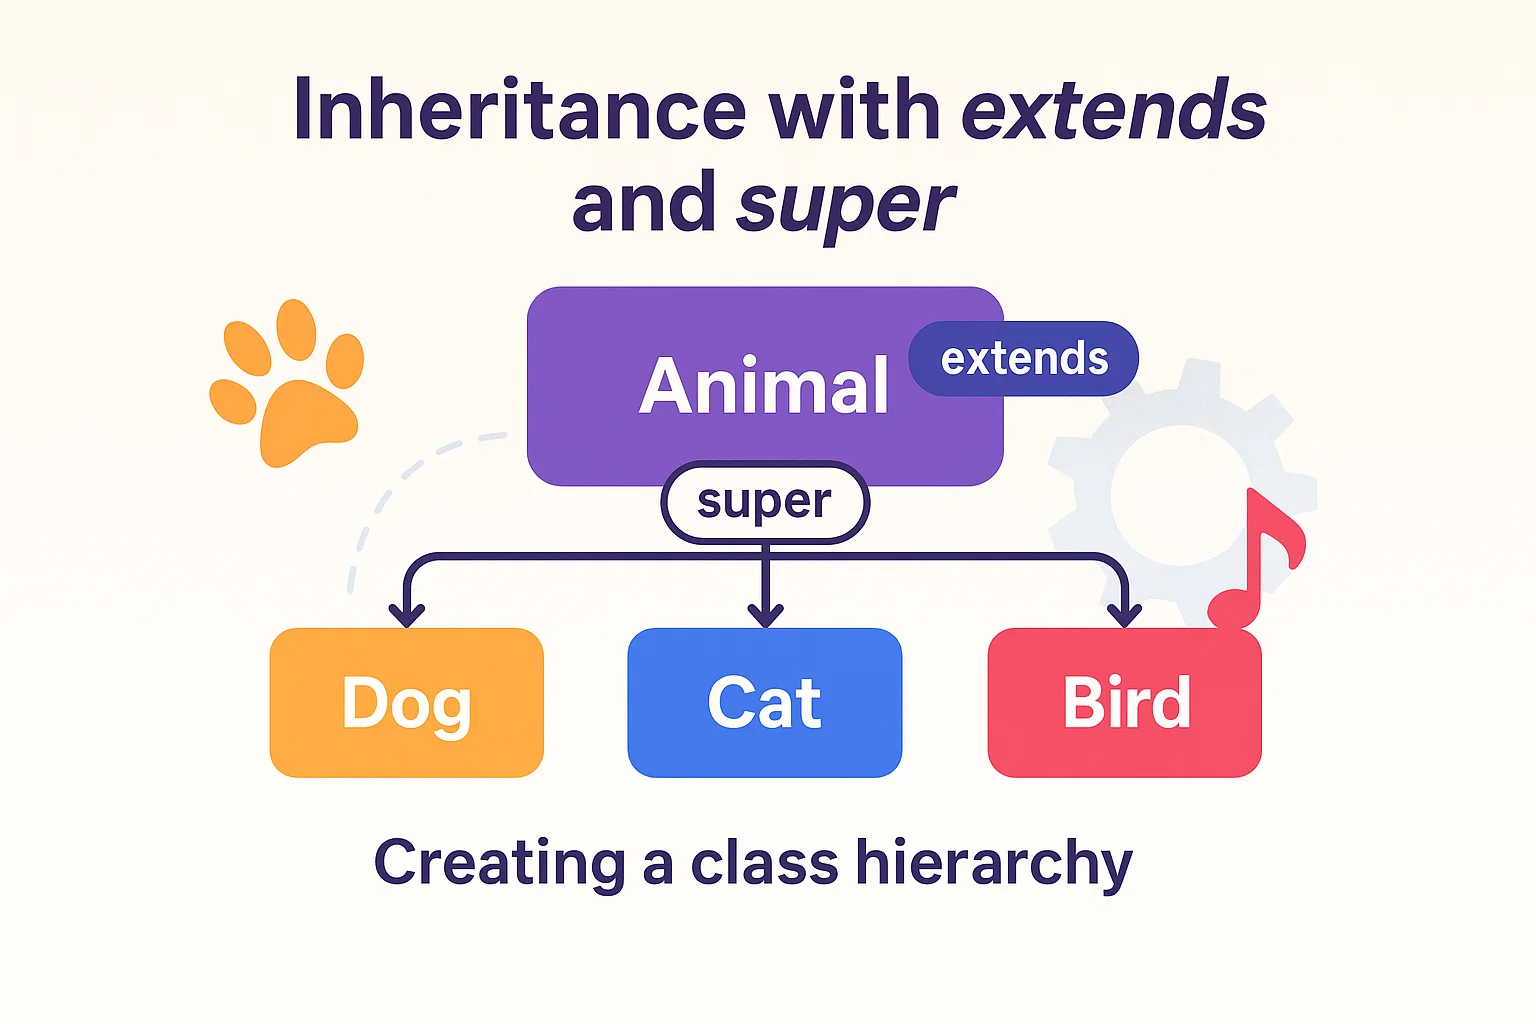 Inheritance with extends
and super
Animal
extends
super
Dog
Cat
Bird
Creating a class hierarchy